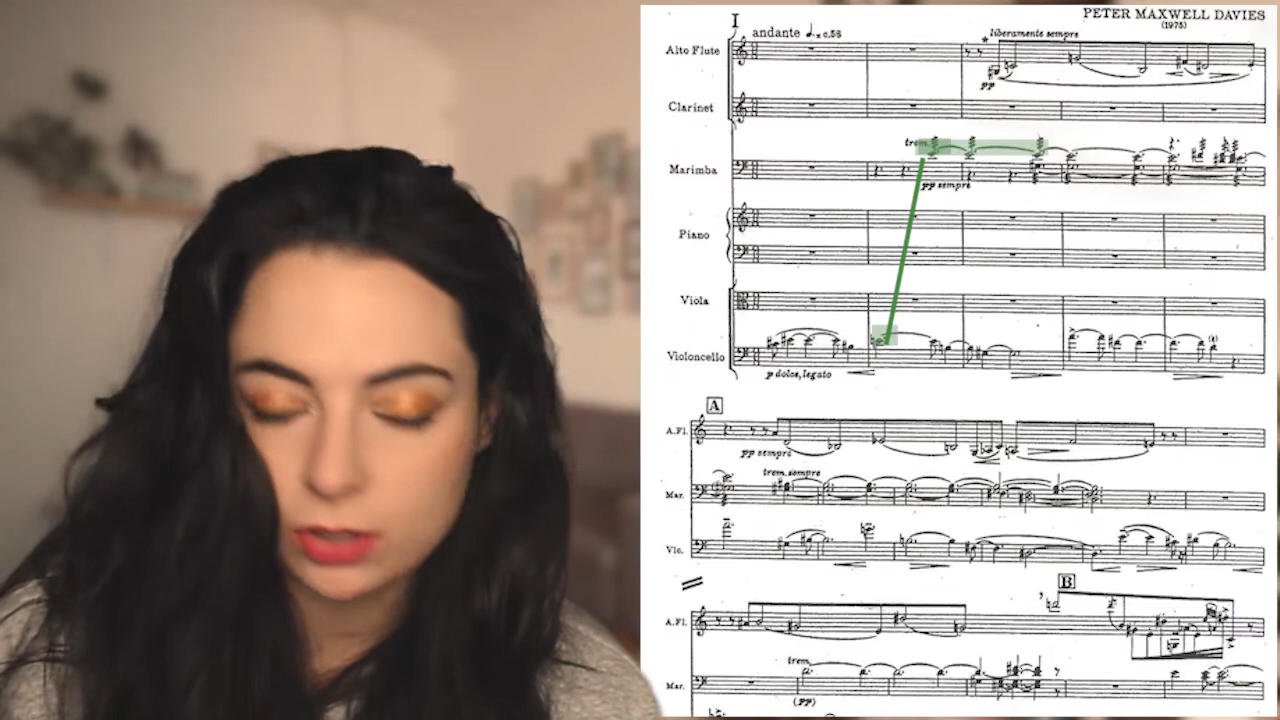 PETER MAXWELL DAVIES
(1975)
I
andante ♩. = c.56
liberamente sempre
Alto Flute
pp
Clarinet
trem.
Marimba
pp sempre
Piano
Viola
Violoncello
p dolce, legato
A
A.Fl.
pp sempre
trem. sempre
Mar.
Vlc.
B
A.Fl.
trem.
Mar.
(pp)